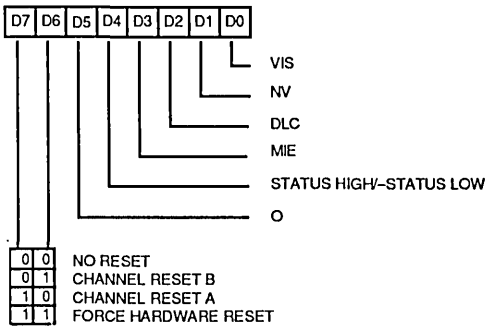 D7 D6 D5 D4 D3 D2 D1 D0
VIS
NV
DLC
MIE
STATUS HIGH/–STATUS LOW
O
0 0 NO RESET
0 1 CHANNEL RESET B
1 0 CHANNEL RESET A
1 1 FORCE HARDWARE RESET